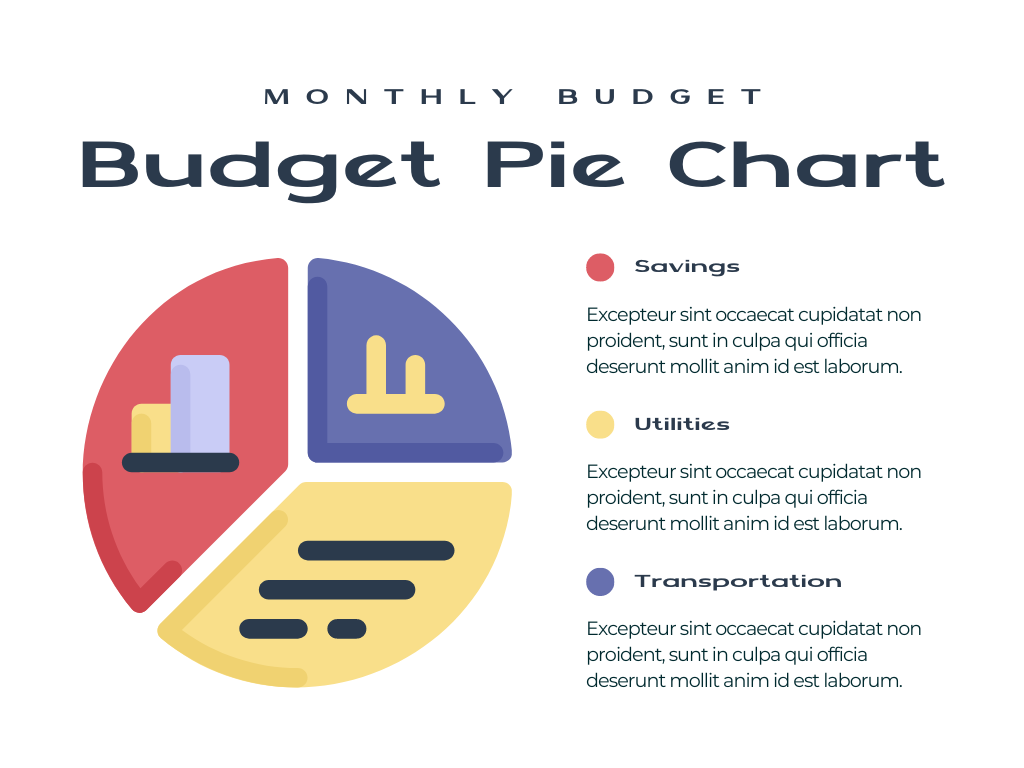 MONTHLY BUDGET
Budget Pie Chart
Savings
Excepteur sint occaecat cupidatat non
proident, sunt in culpa qui officia
deserunt mollit anim id est laborum.
Utilities
Excepteur sint occaecat cupidatat non
proident, sunt in culpa qui officia
deserunt mollit anim id est laborum.
Transportation
Excepteur sint occaecat cupidatat non
proident, sunt in culpa qui officia
deserunt mollit anim id est laborum.